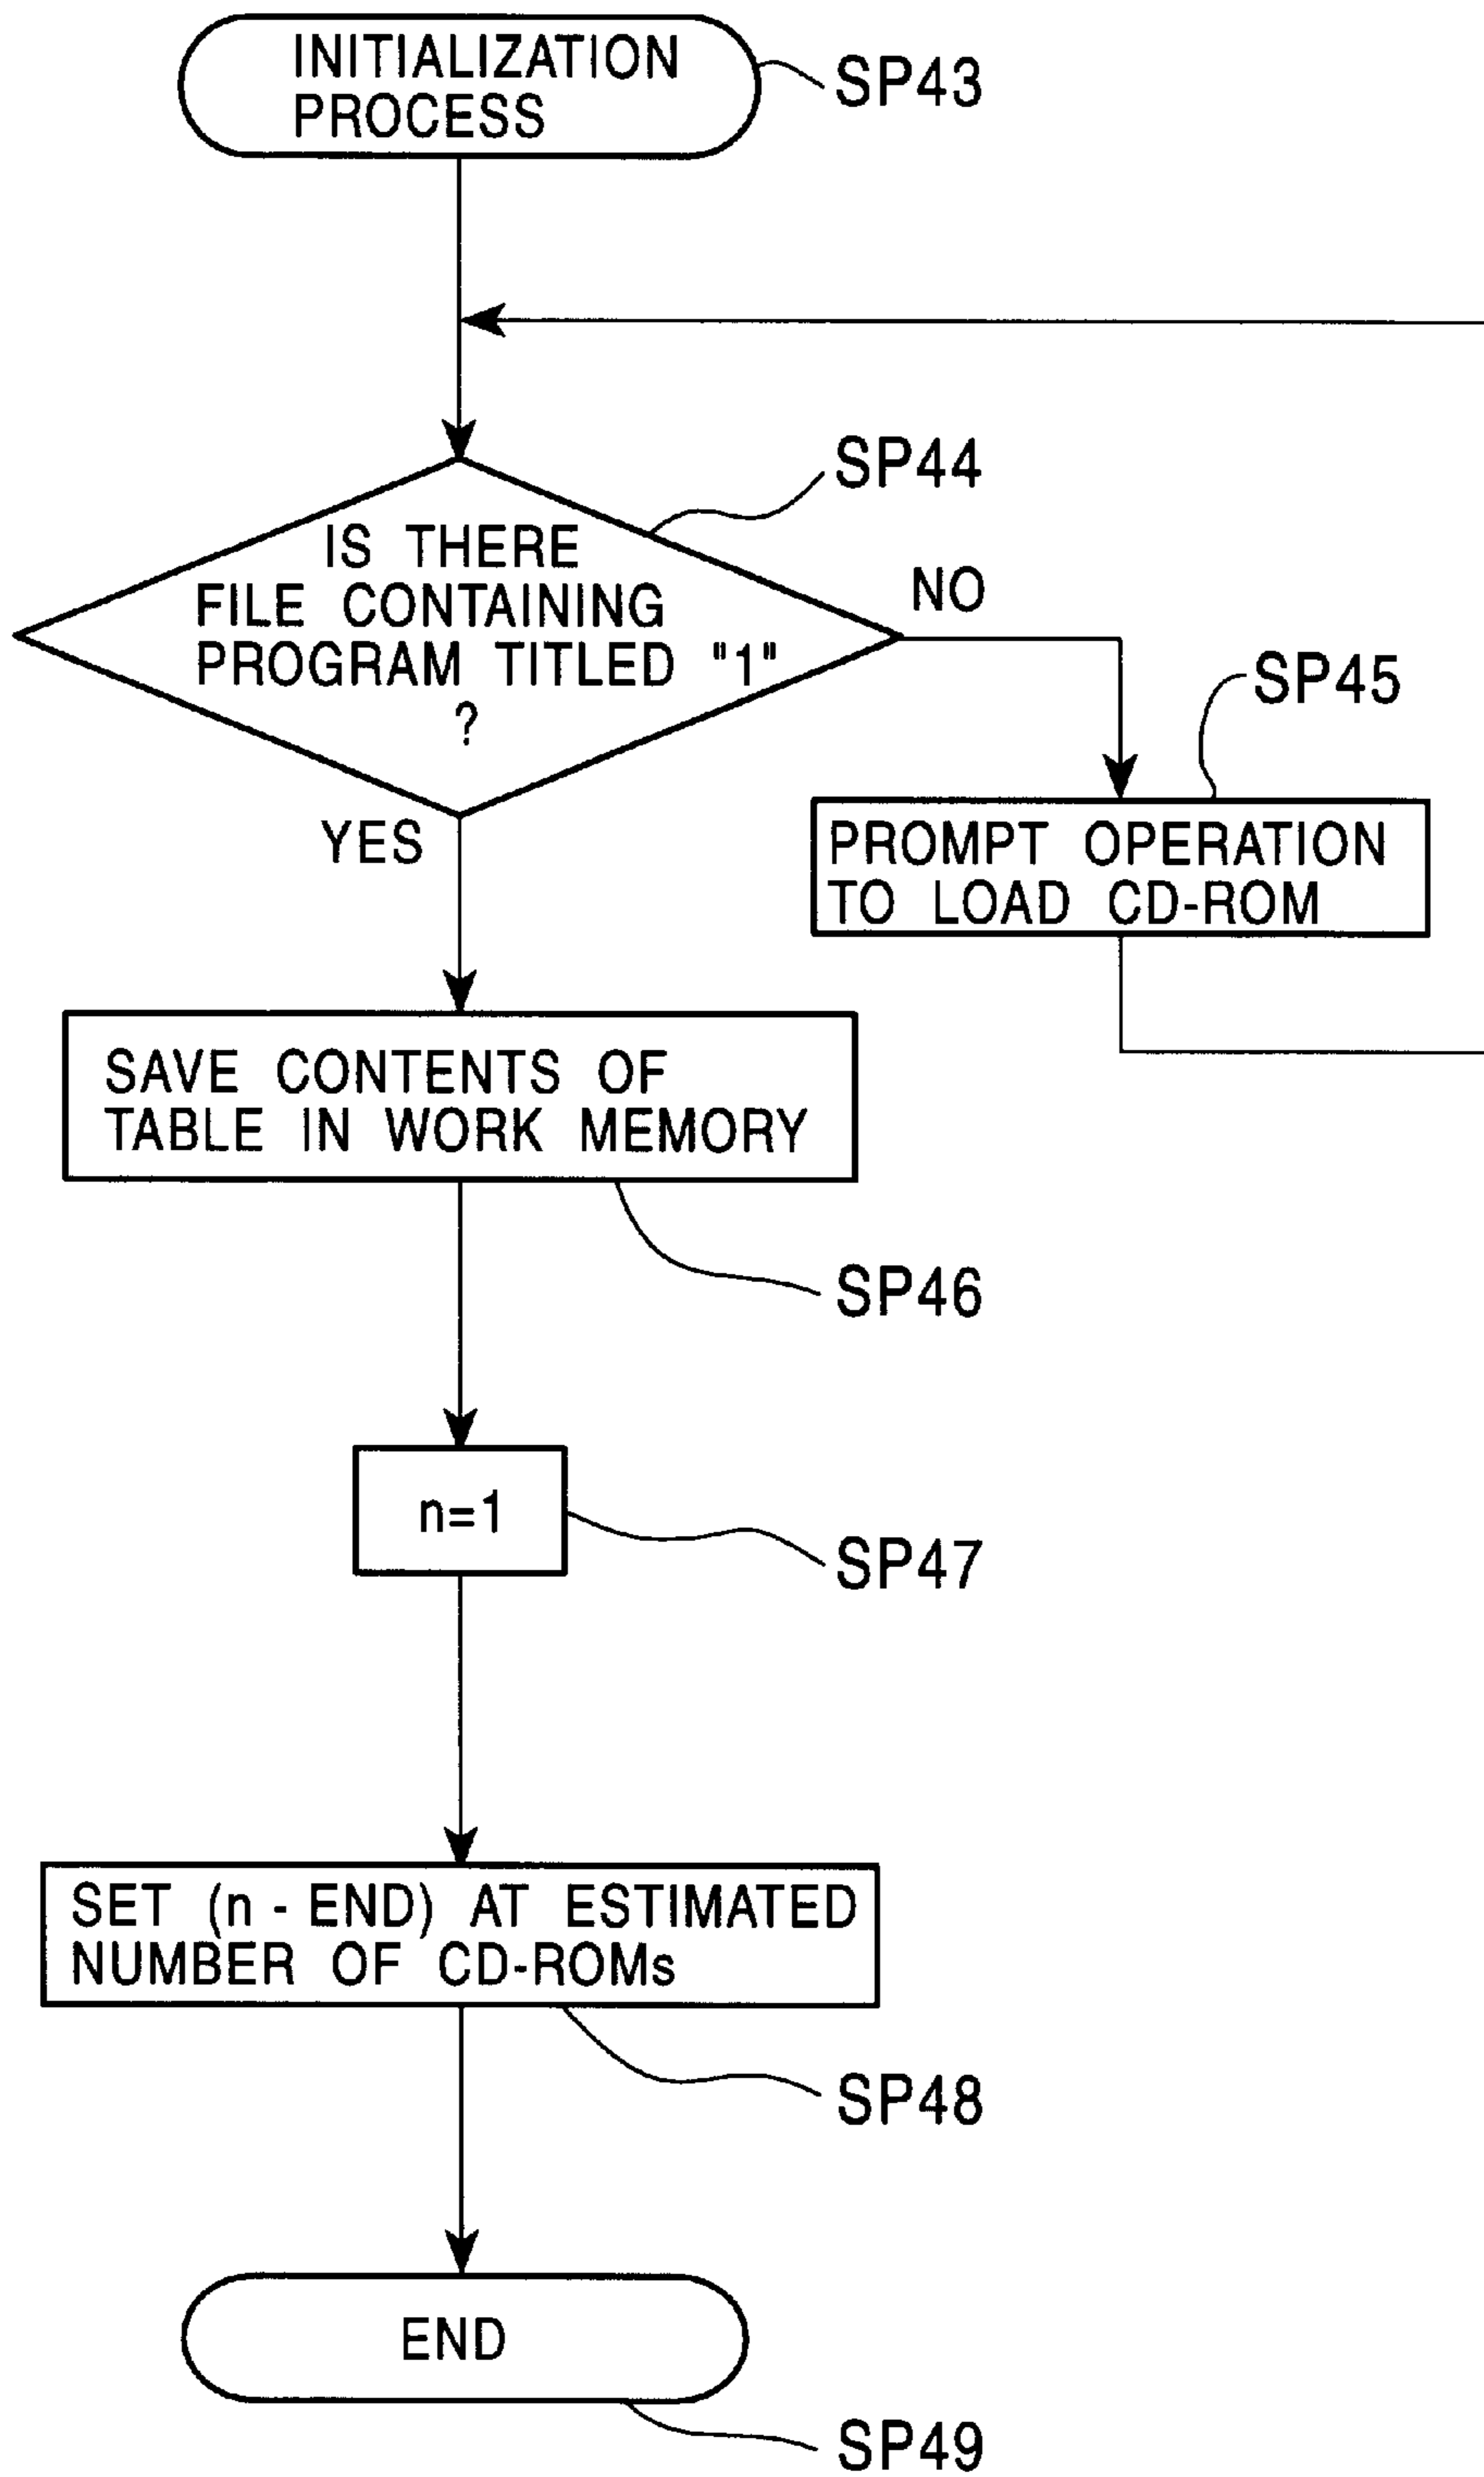 INITIALIZATION
PROCESS
SP43
SP44
IS THERE
FILE CONTAINING
PROGRAM TITLED "1"
?
NO
SP45
YES
PROMPT OPERATION
TO LOAD CD-ROM
SAVE CONTENTS OF
TABLE IN WORK MEMORY
SP46
n=1
SP47
SET (n - END) AT ESTIMATED
NUMBER OF CD-ROMs
SP48
END
SP49